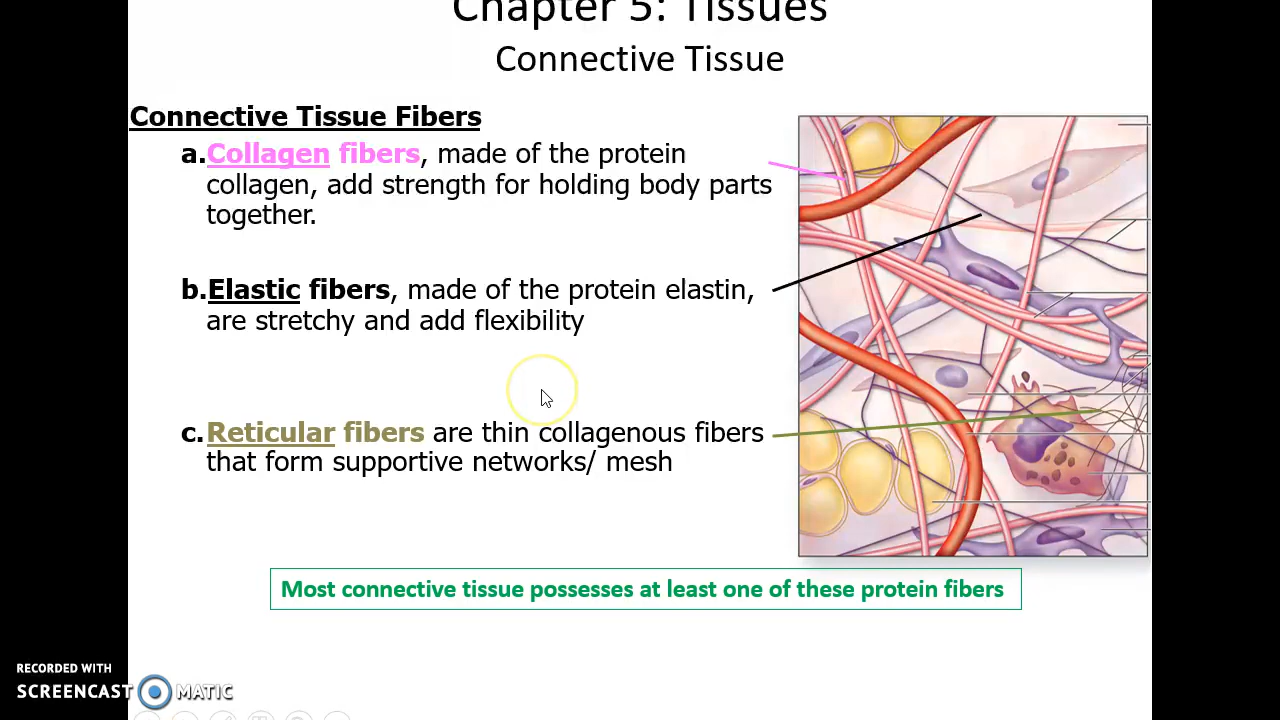 Chapter 5: Tissues
Connective Tissue
Connective Tissue Fibers
a.Collagen fibers, made of the protein
collagen, add strength for holding body parts
together.
b.Elastic fibers, made of the protein elastin,
are stretchy and add flexibility
c.Reticular fibers are thin collagenous fibers
that form supportive networks/ mesh
Most connective tissue possesses at least one of these protein fibers
RECORDED WITH
SCREENCAST MATIC